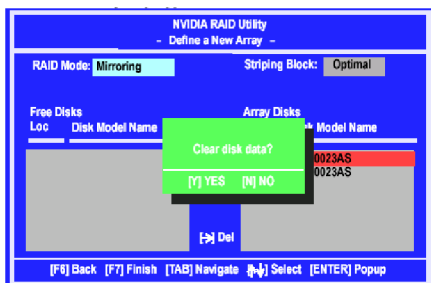 NVIDIA RAID Utility
- Define a New Array -
RAID Mode: Mirroring Striping Block: Optimal
Free Disks Array Disks
Loc Disk Model Name Model Name
Clear disk data?
0023AS
0023AS
[Y] YES [N] NO
Del
[F6] Back [F7] Finish [TAB] Navigate Select [ENTER] Popup